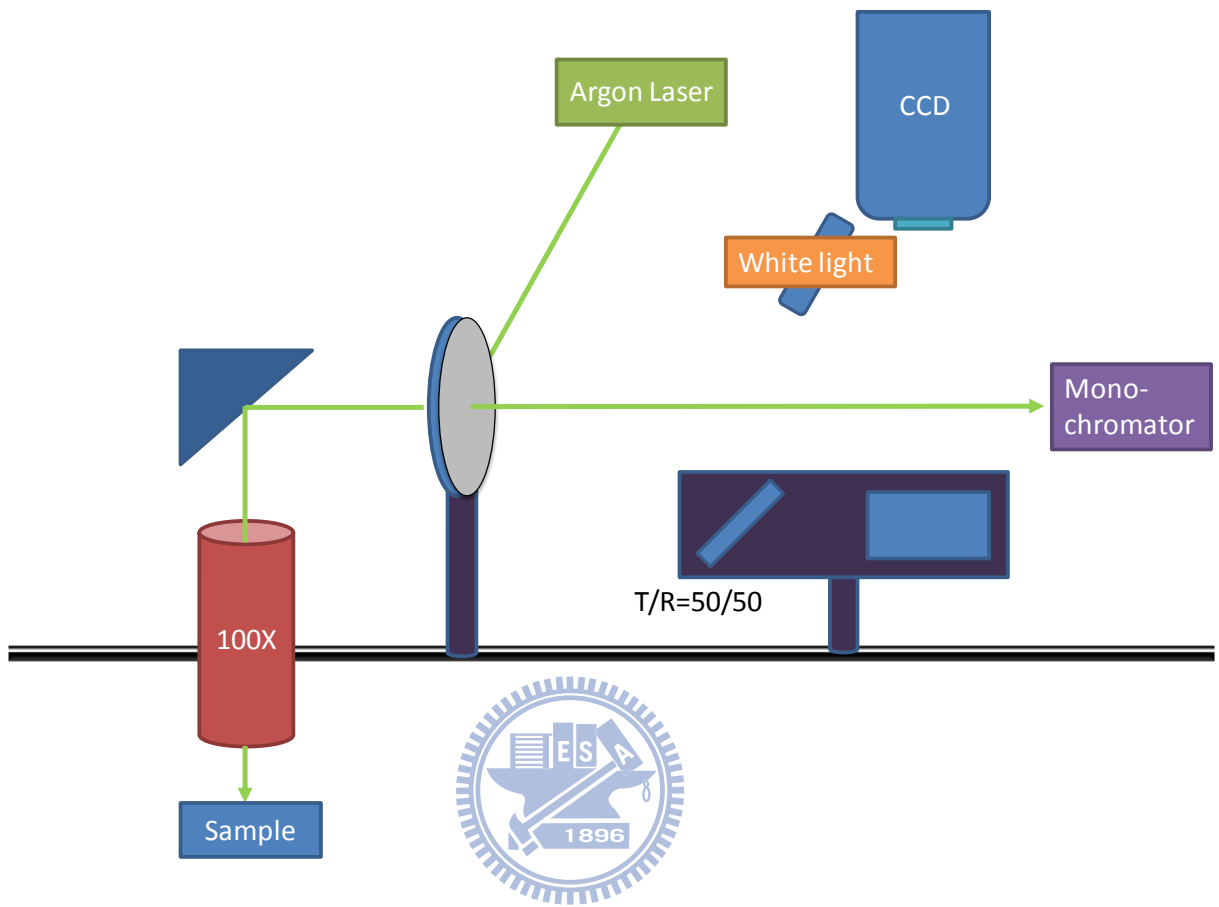 Argon Laser
CCD
White light
Mono-
chromator
T/R=50/50
100X
E S A
1896
Sample